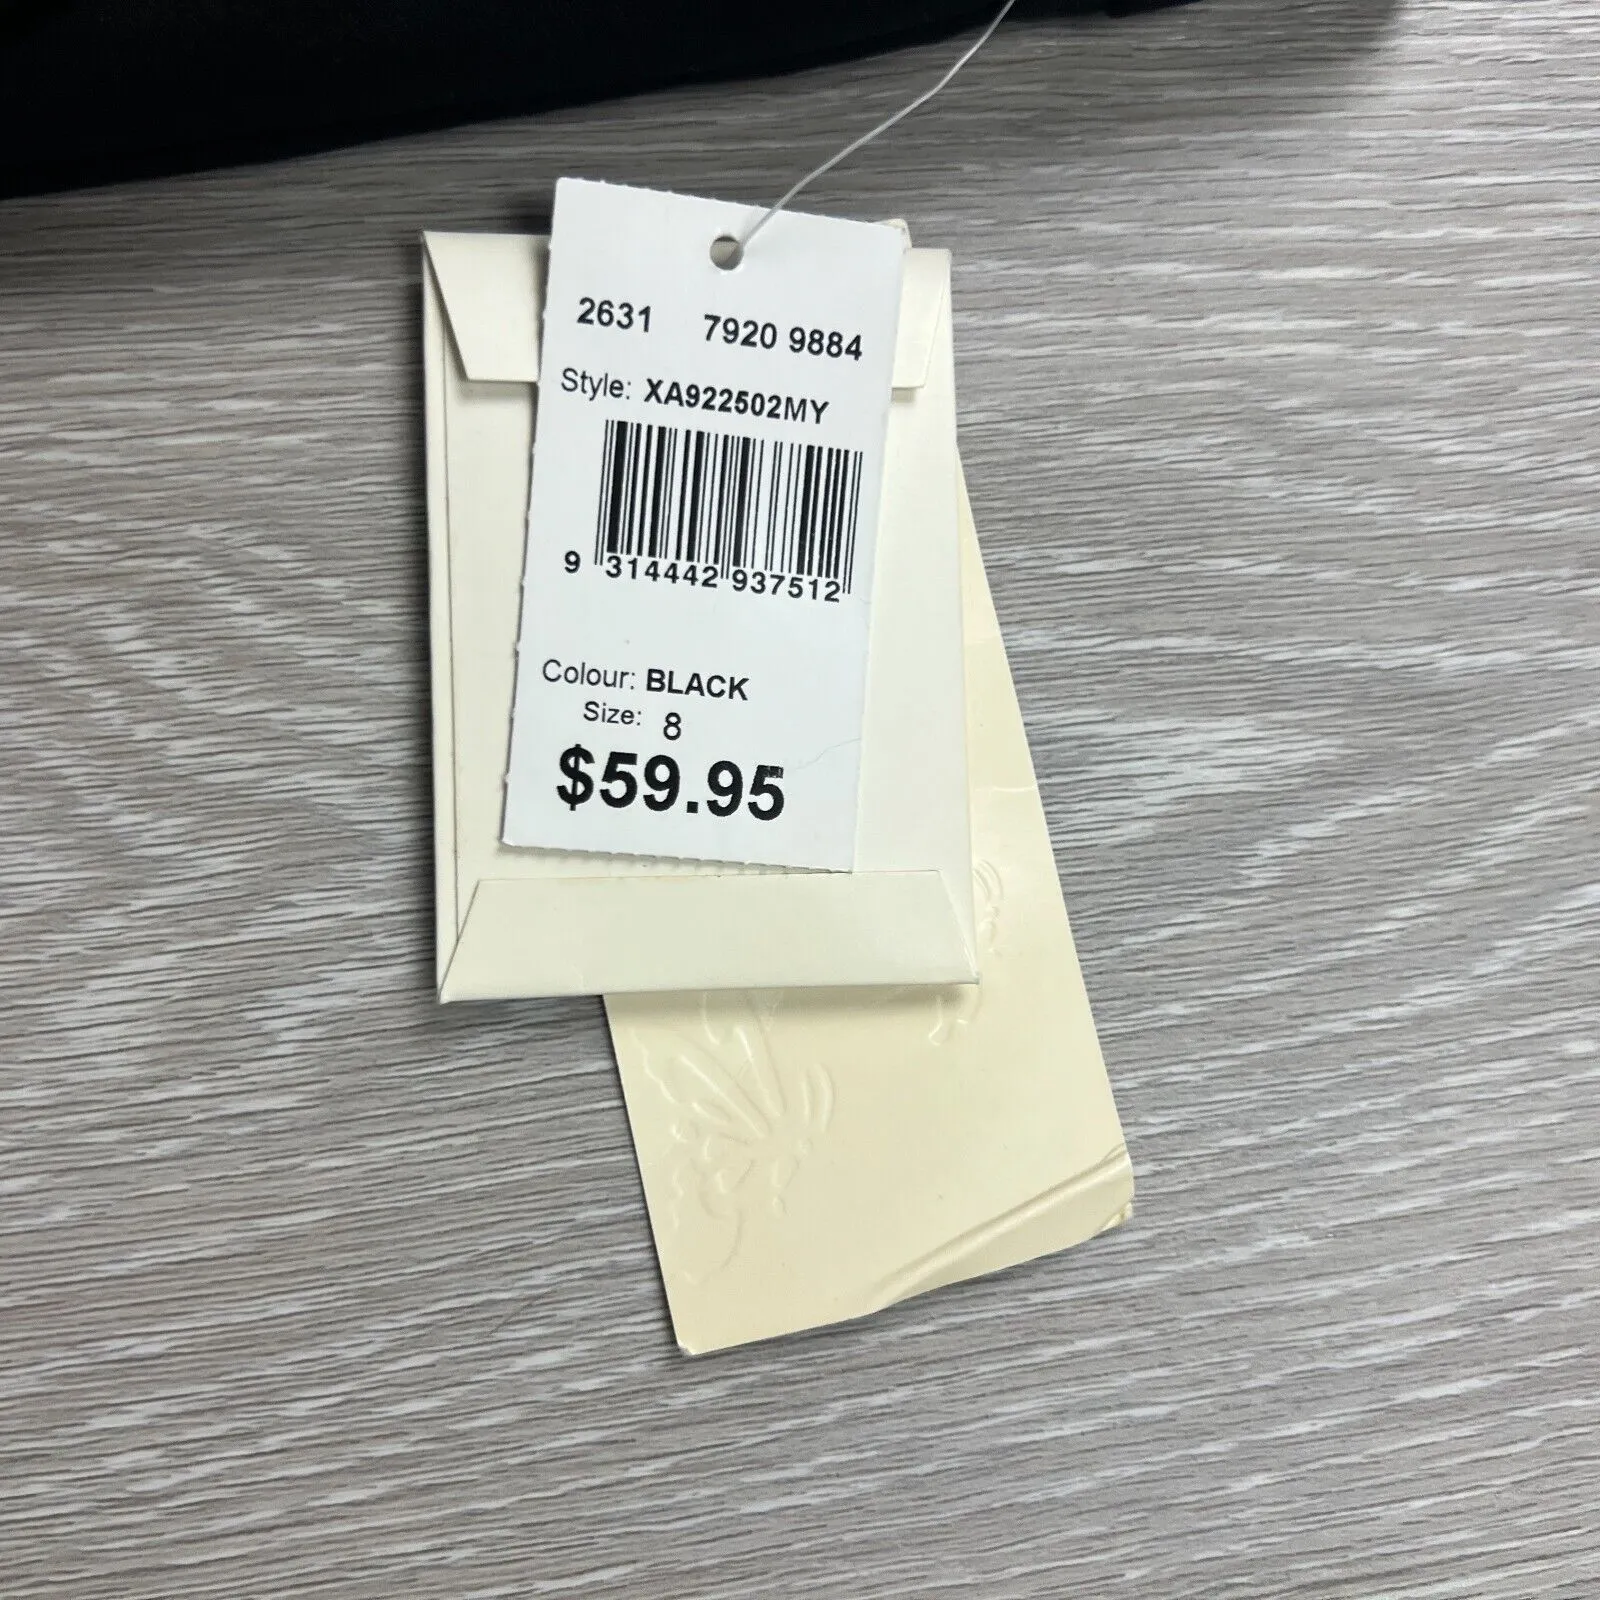 2631 7920 9884
Style: XA922502MY
9 314442 937512
Colour: BLACK
Size: 8
$59.95